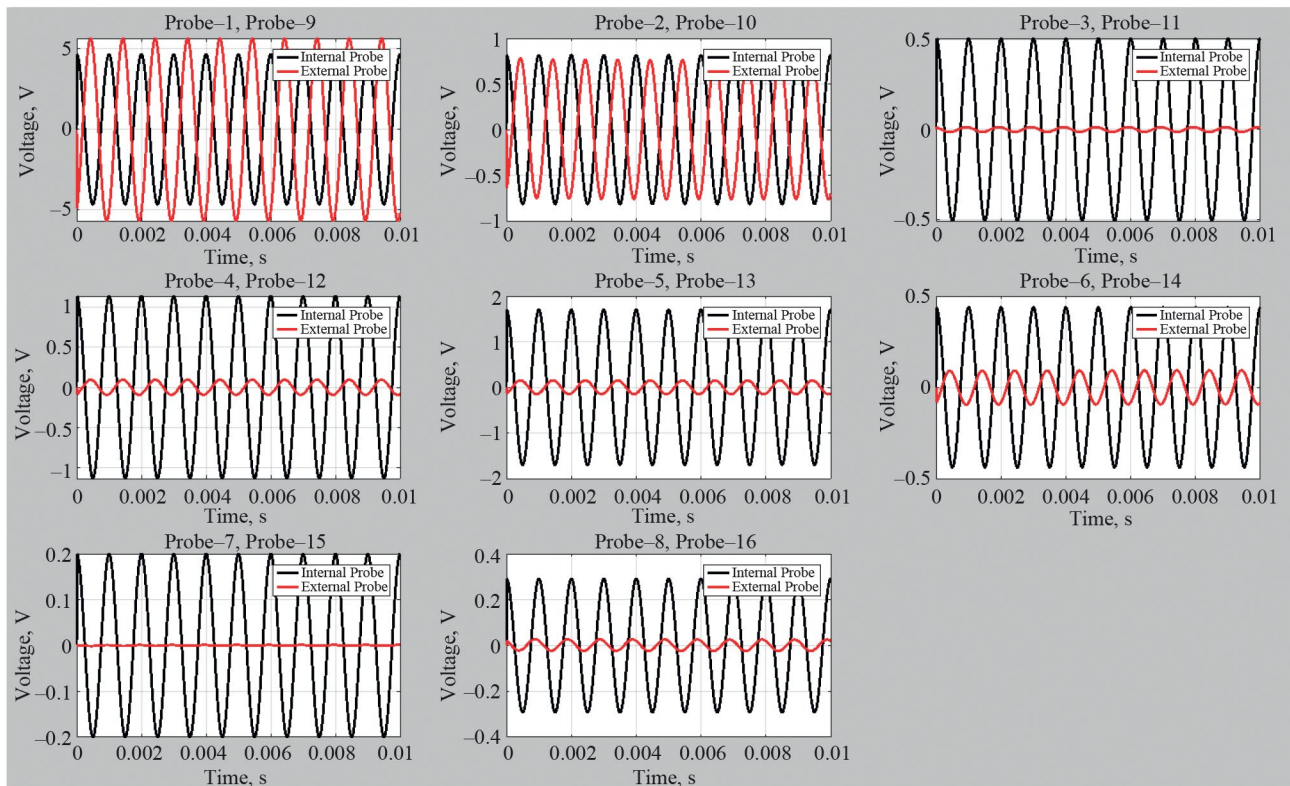 Probe–1, Probe–9
Internal Probe
External Probe
5
0
–5
Voltage, V
0 0.002 0.004 0.006 0.008 0.01
Time, s
Probe–2, Probe–10
Internal Probe
External Probe
1
0.5
0
–0.5
–1
Voltage, V
0 0.002 0.004 0.006 0.008 0.01
Time, s
Probe–3, Probe–11
Internal Probe
External Probe
0.5
0
–0.5
Voltage, V
0 0.002 0.004 0.006 0.008 0.01
Time, s
Probe–4, Probe–12
Internal Probe
External Probe
1
0.5
0
–0.5
–1
Voltage, V
0 0.002 0.004 0.006 0.008 0.01
Time, s
Probe–5, Probe–13
Internal Probe
External Probe
2
1
0
–1
–2
Voltage, V
0 0.002 0.004 0.006 0.008 0.01
Time, s
Probe–6, Probe–14
Internal Probe
External Probe
0.5
0
–0.5
Voltage, V
0 0.002 0.004 0.006 0.008 0.01
Time, s
Probe–7, Probe–15
Internal Probe
External Probe
0.2
0.1
0
–0.1
–0.2
Voltage, V
0 0.002 0.004 0.006 0.008 0.01
Time, s
Probe–8, Probe–16
Internal Probe
External Probe
0.4
0.2
0
–0.2
–0.4
Voltage, V
0 0.002 0.004 0.006 0.008 0.01
Time, s